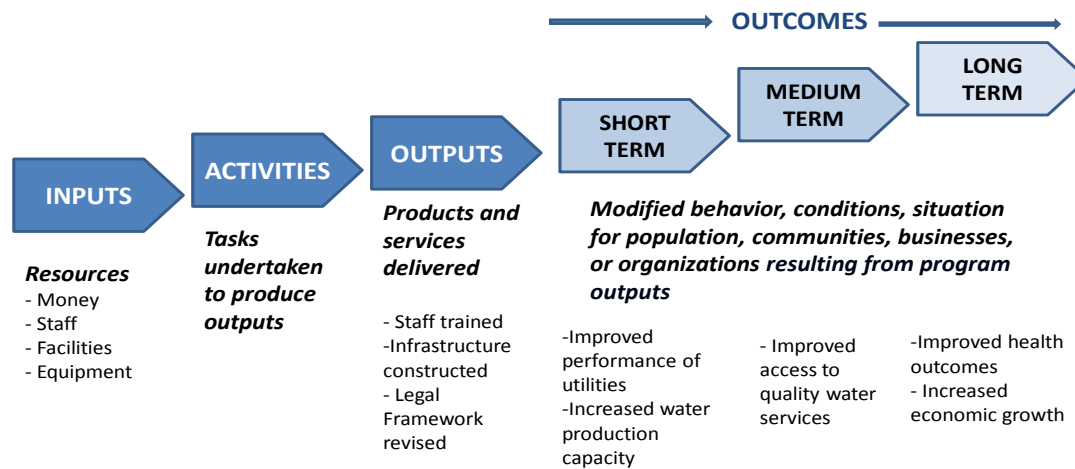 OUTCOMES
INPUTS
ACTIVITIES
OUTPUTS
SHORT
TERM
MEDIUM
TERM
LONG
TERM
Resources
- Money
- Staff
- Facilities
- Equipment
Tasks
undertaken
to produce
outputs
Products and
services
delivered
- Staff trained
-Infrastructure
constructed
- Legal
Framework
revised
Modified behavior, conditions, situation
for population, communities, businesses,
or organizations resulting from program
outputs
-Improved
performance of
utilities
-Increased water
production
capacity
- Improved
access to
quality water
services
-Improved health
outcomes
- Increased
economic growth